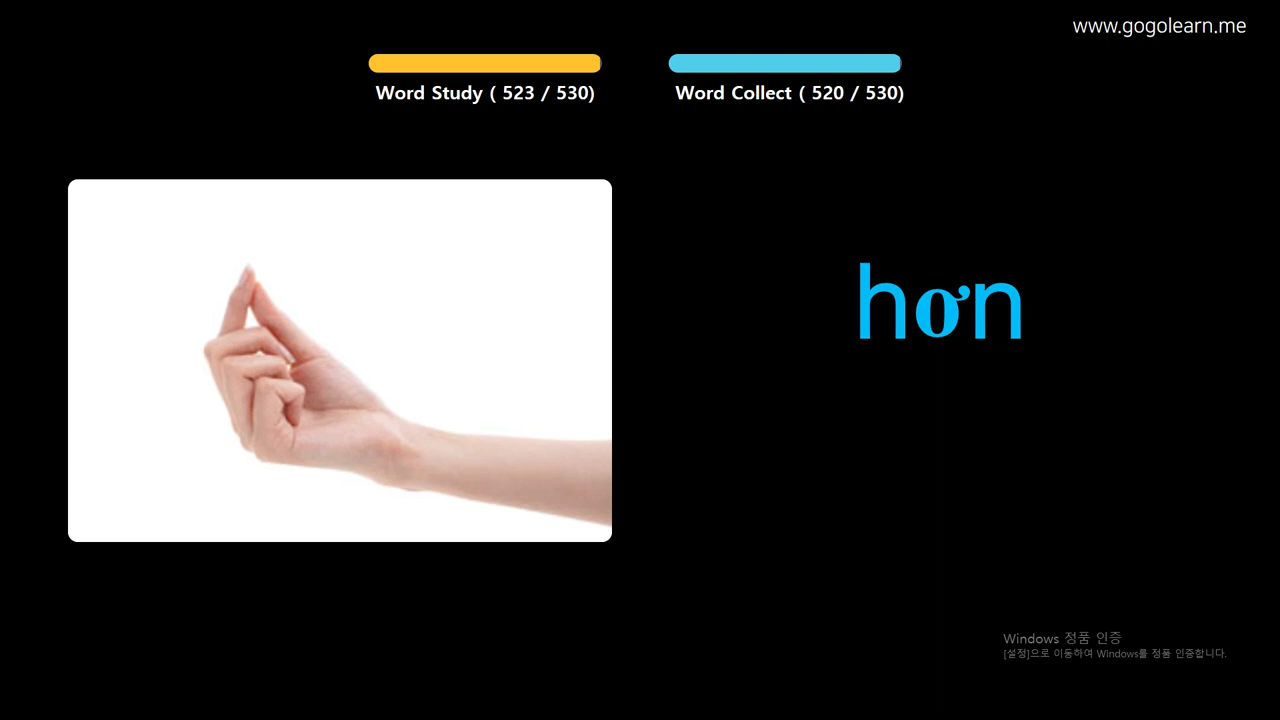 www.gogolearn.me
Word Study ( 523 / 530)
Word Collect ( 520 / 530)
hơn
Windows 정품 인증
[설정]으로 이동하여 Windows를 정품 인증합니다.